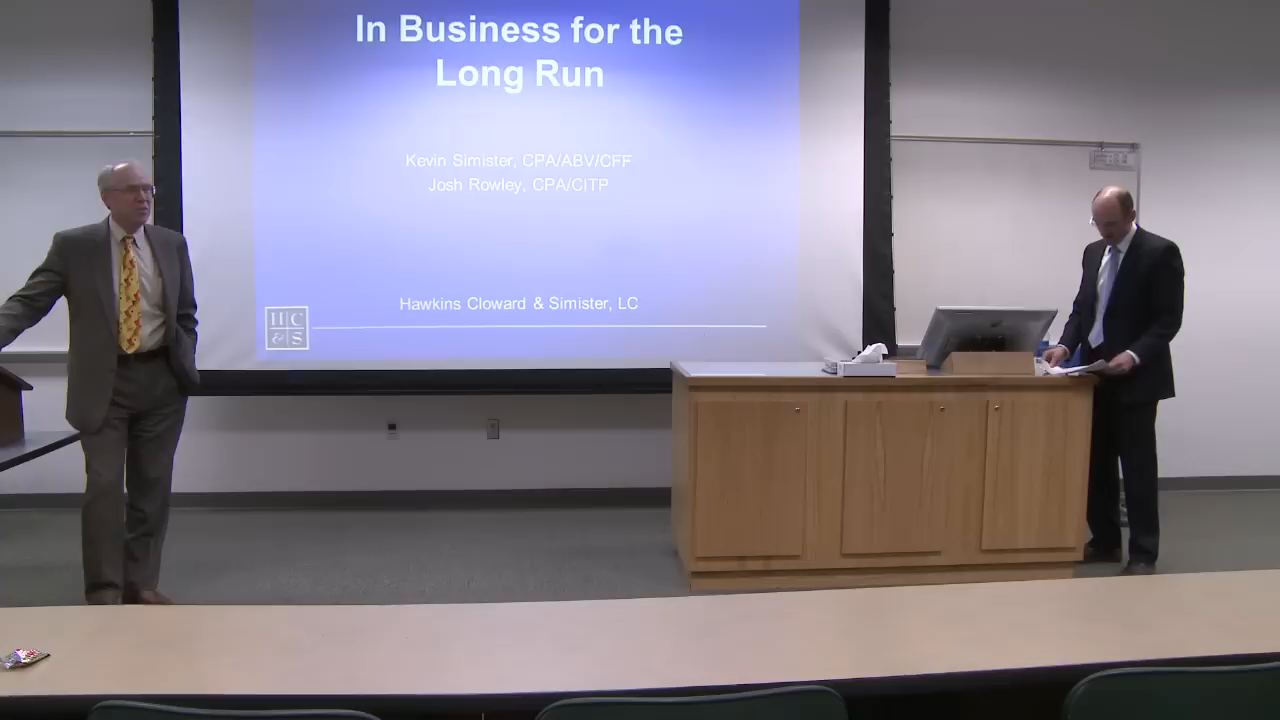 In Business for the
Long Run
Kevin Simister, CPA/ABV/CFF
Josh Rowley, CPA/CITP
Hawkins Cloward & Simister, LC
H C
& S